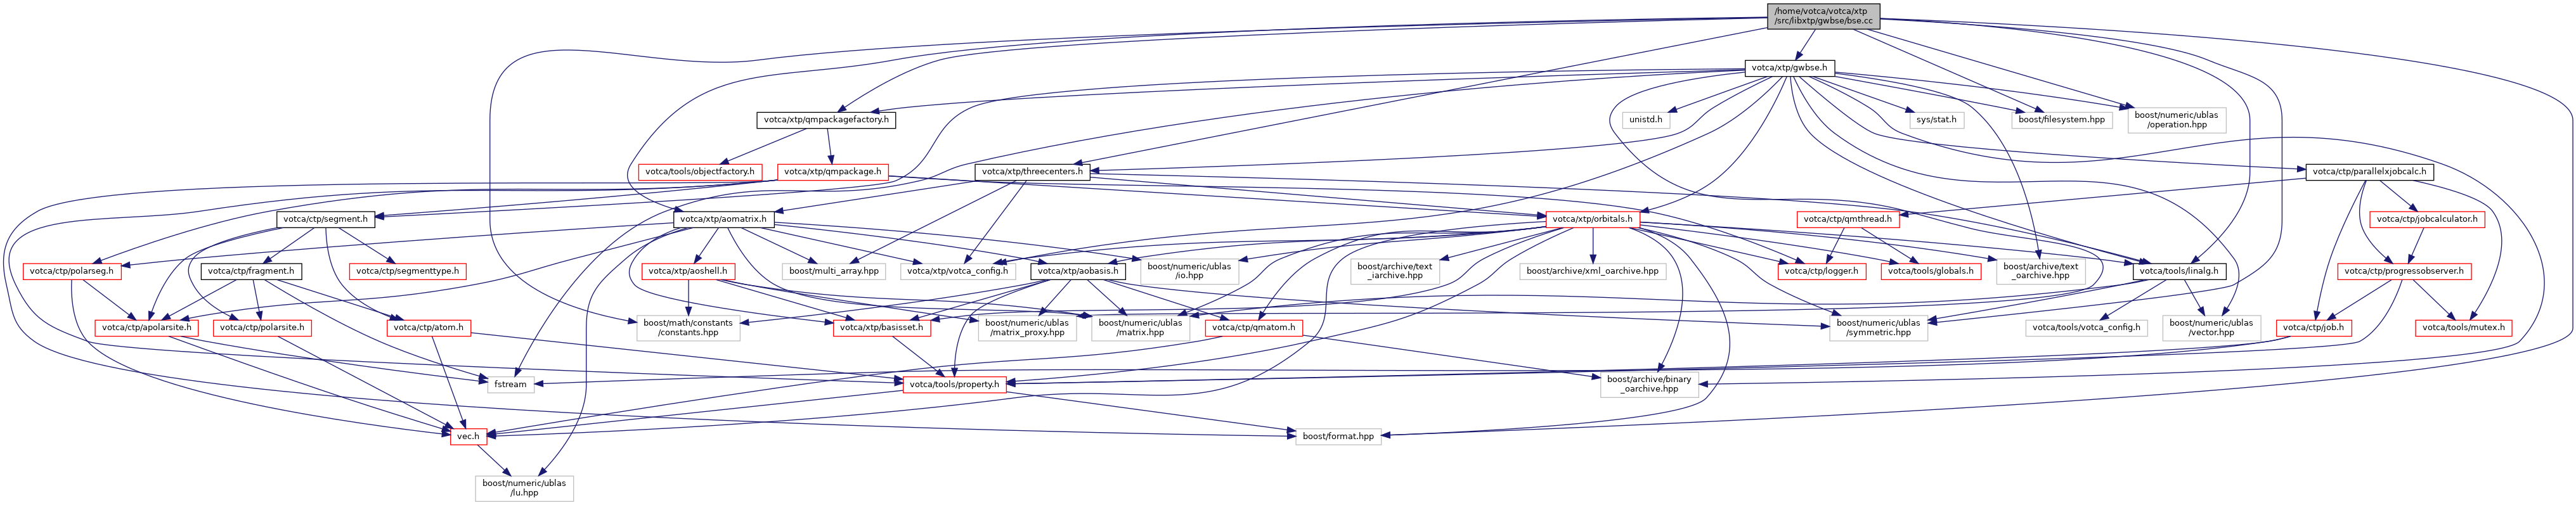 /home/votca/votca/xtp
/src/libxtp/gwbse/bse.cc
votca/xtp/gwbse.h
votca/xtp/qmpackagefactory.h
unistd.h
sys/stat.h
boost/filesystem.hpp
boost/numeric/ublas
/operation.hpp
votca/tools/objectfactory.h
votca/xtp/qmpackage.h
votca/xtp/threecenters.h
votca/ctp/parallelxjobcalc.h
votca/ctp/segment.h
votca/xtp/aomatrix.h
votca/xtp/orbitals.h
votca/ctp/qmthread.h
votca/ctp/jobcalculator.h
votca/ctp/polarseg.h
votca/ctp/fragment.h
votca/ctp/segmenttype.h
votca/xtp/aoshell.h
boost/multi_array.hpp
votca/xtp/votca_config.h
votca/xtp/aobasis.h
boost/numeric/ublas
/io.hpp
boost/archive/text
_iarchive.hpp
boost/archive/xml_oarchive.hpp
votca/ctp/logger.h
votca/tools/globals.h
boost/archive/text
_oarchive.hpp
votca/tools/linalg.h
votca/ctp/progressobserver.h
votca/ctp/apolarsite.h
votca/ctp/polarsite.h
votca/ctp/atom.h
boost/math/constants
/constants.hpp
votca/xtp/basisset.h
boost/numeric/ublas
/matrix_proxy.hpp
boost/numeric/ublas
/matrix.hpp
votca/ctp/qmatom.h
boost/numeric/ublas
/symmetric.hpp
votca/tools/votca_config.h
boost/numeric/ublas
/vector.hpp
votca/ctp/job.h
votca/tools/mutex.h
fstream
votca/tools/property.h
boost/archive/binary
_oarchive.hpp
vec.h
boost/format.hpp
boost/numeric/ublas
/lu.hpp